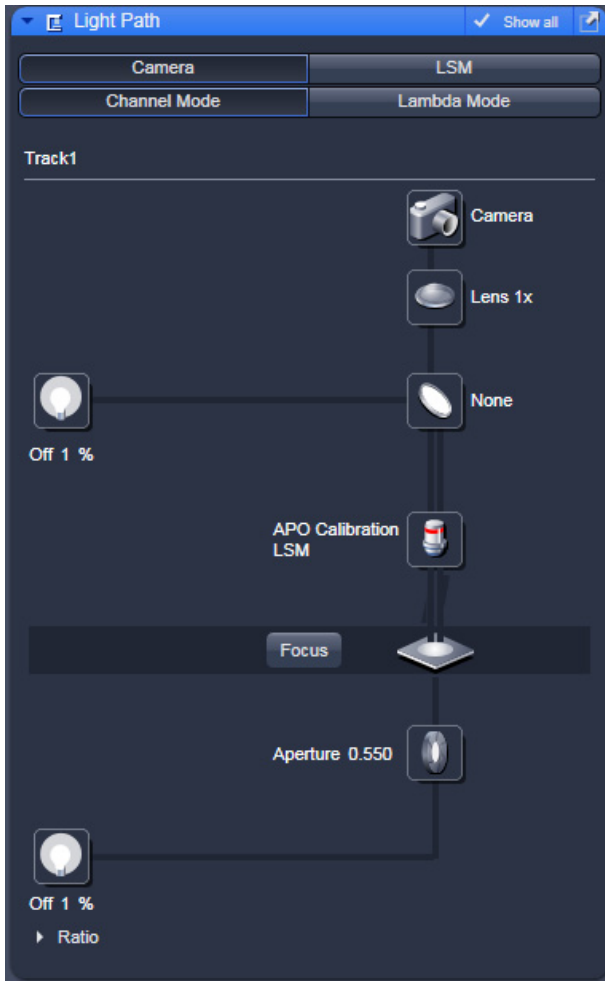 Light Path
Show all
Camera
LSM
Channel Mode
Lambda Mode
Track1
Camera
Lens 1x
None
Off 1 %
APO Calibration
LSM
Focus
Aperture 0.550
Off 1 %
Ratio